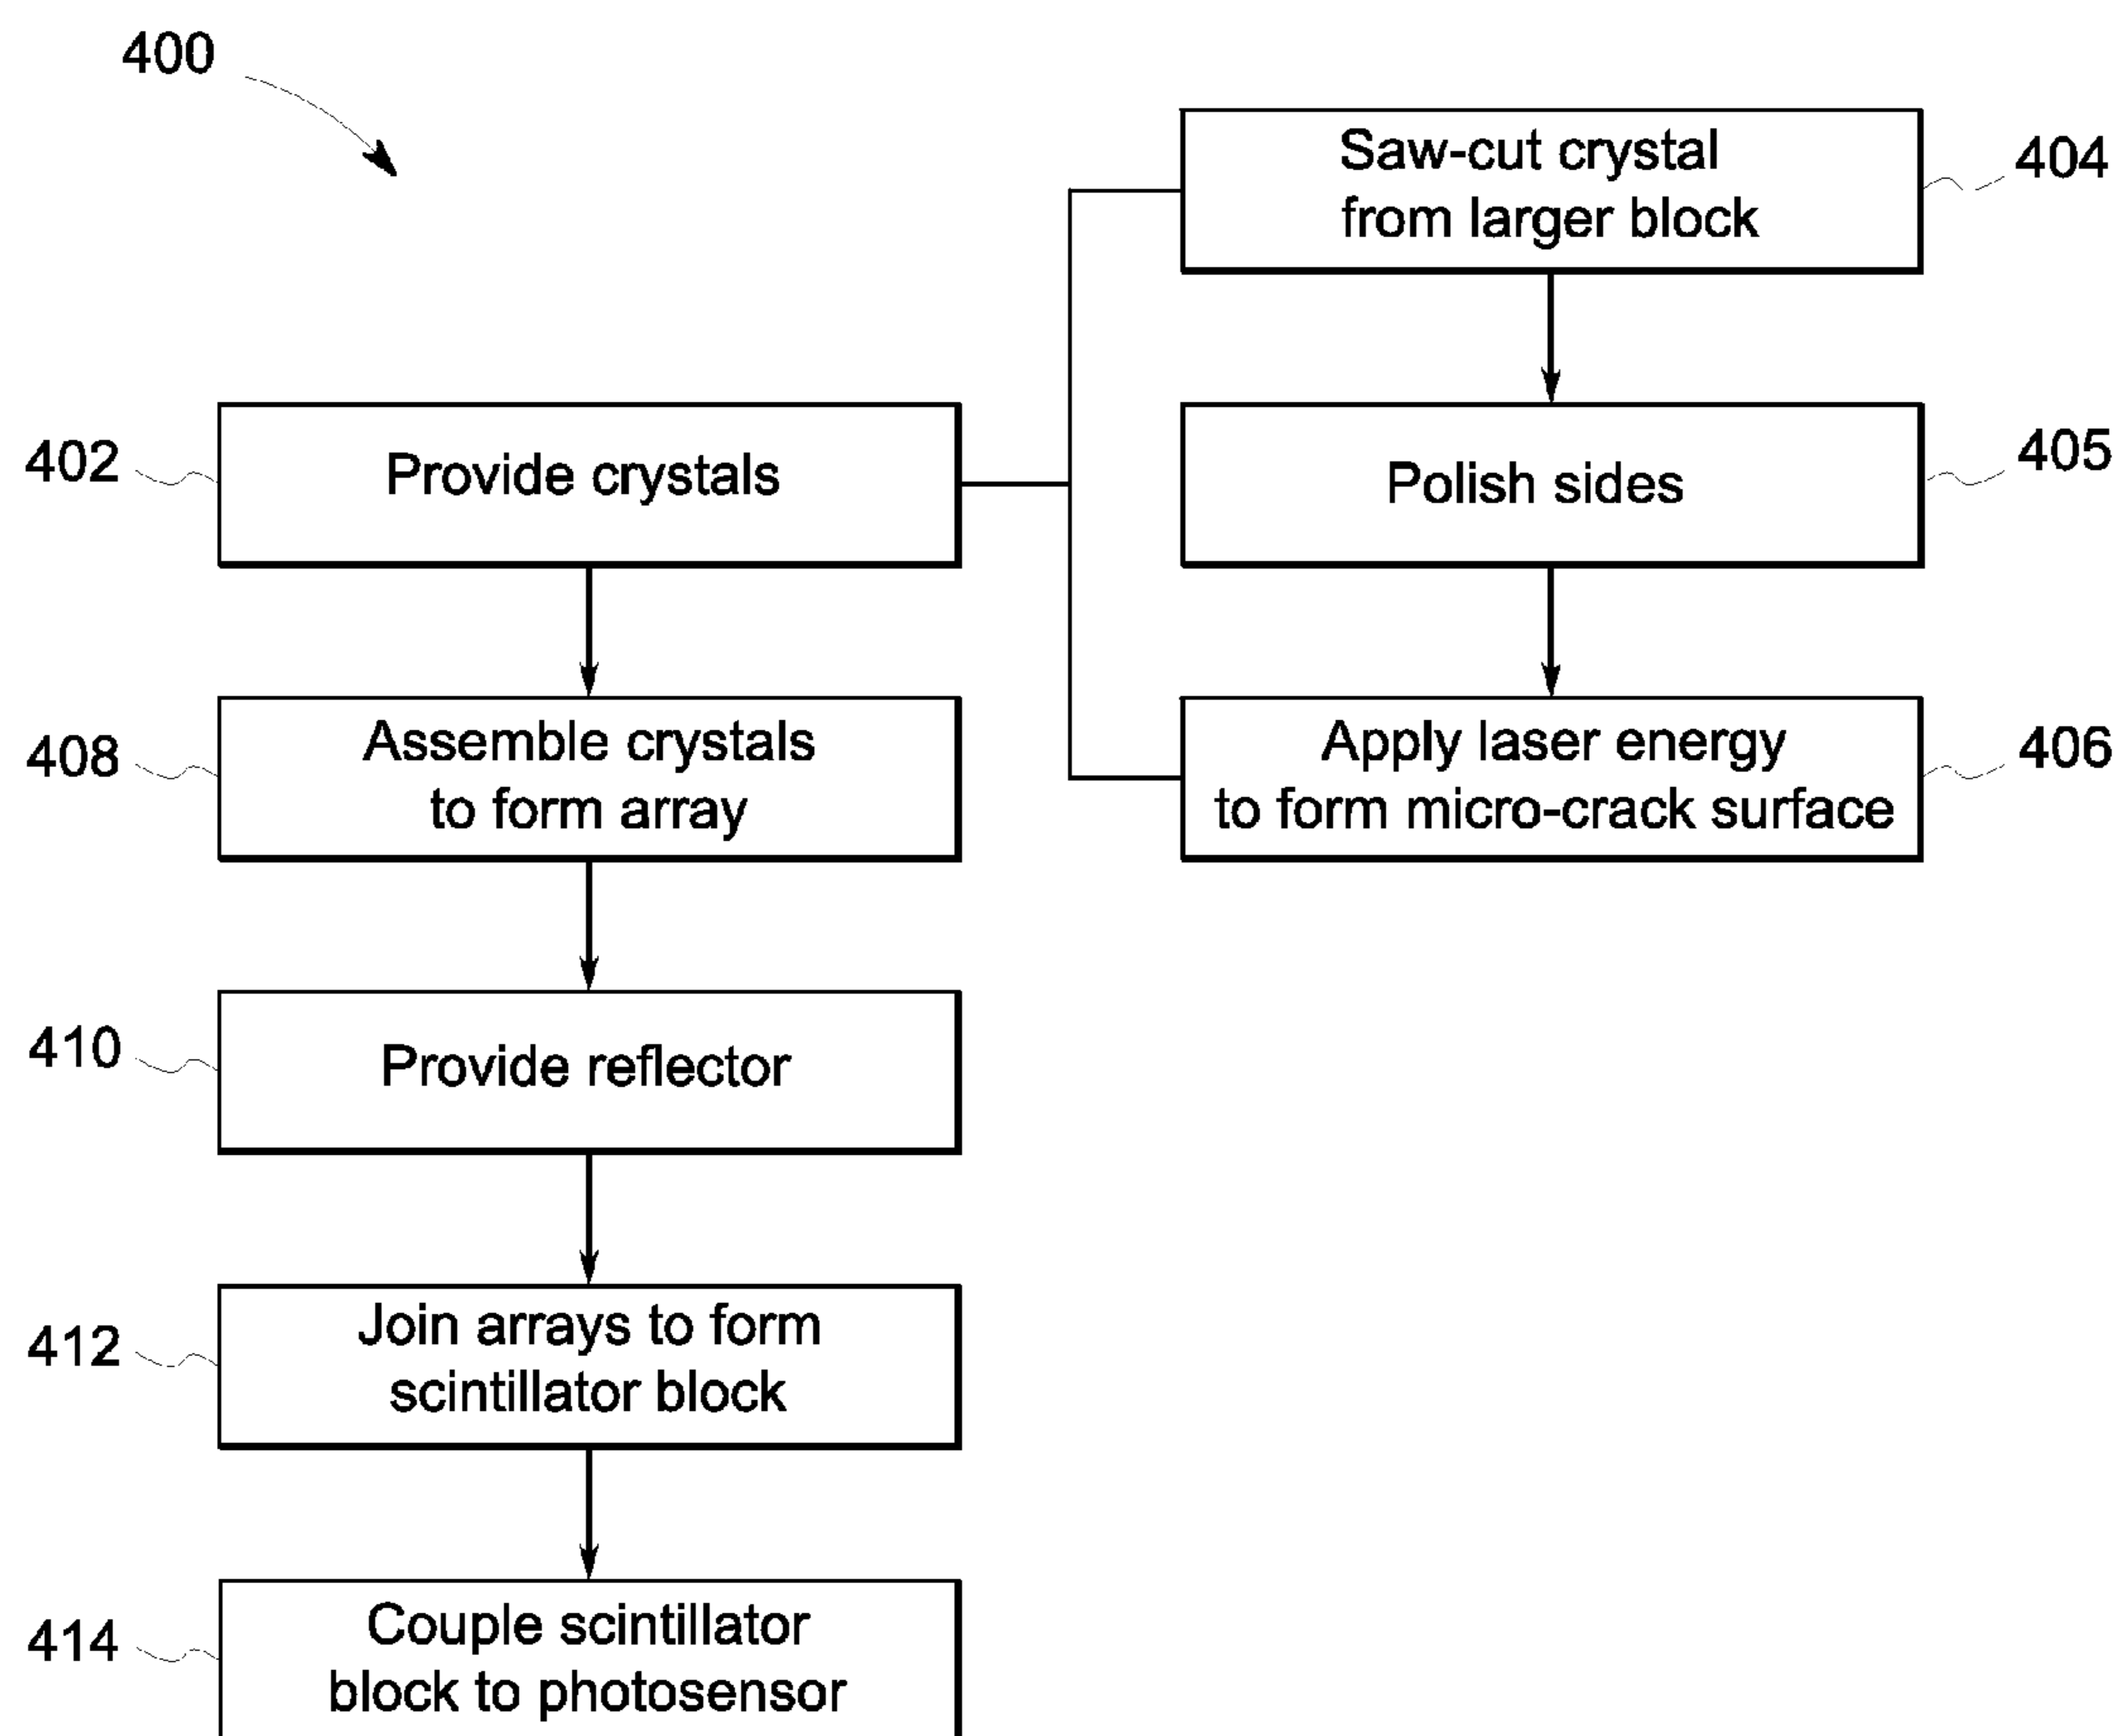 400
Saw-cut crystal
from larger block
404
402
Provide crystals
Polish sides
405
408
Assemble crystals
to form array
Apply laser energy
to form micro-crack surface
406
410
Provide reflector
412
Join arrays to form
scintillator block
414
Couple scintillator
block to photosensor